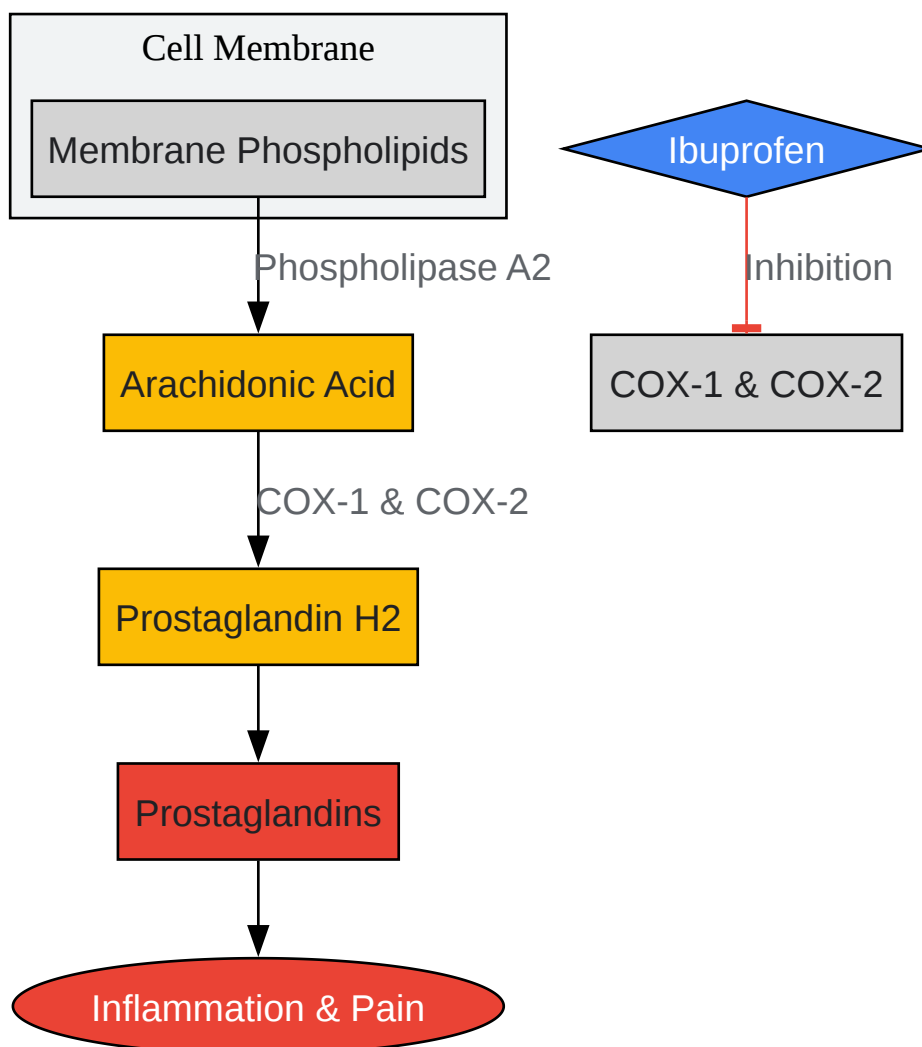 Cell Membrane
Membrane Phospholipids
Ibuprofen
Phospholipase A2
Inhibition
Arachidonic Acid
COX-1 & COX-2
COX-1 & COX-2
Prostaglandin H2
Prostaglandins
Inflammation & Pain